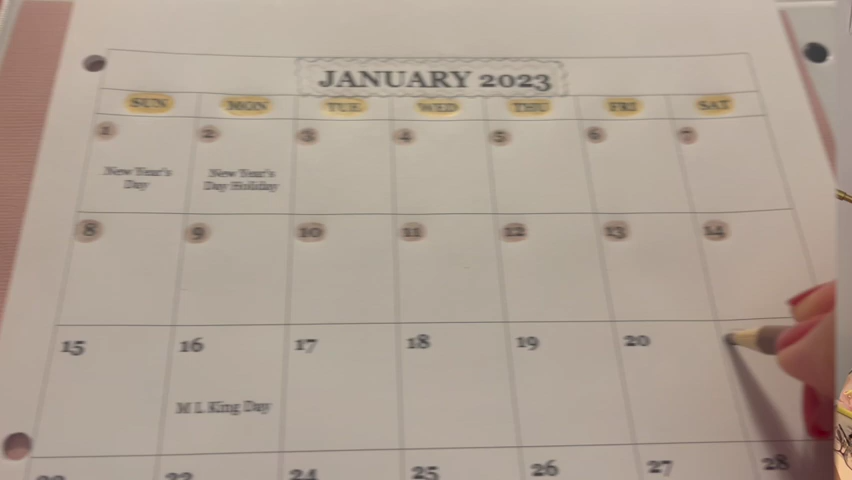 JANUARY 2023
SUN MON TUE WED THU FRI SAT
1 2 3 4 5 6 7
New Year's
Day
New Year's
Day Holiday
8 9 10 11 12 13 14
15 16 17 18 19 20
M L King Day
24 25 26 27 28